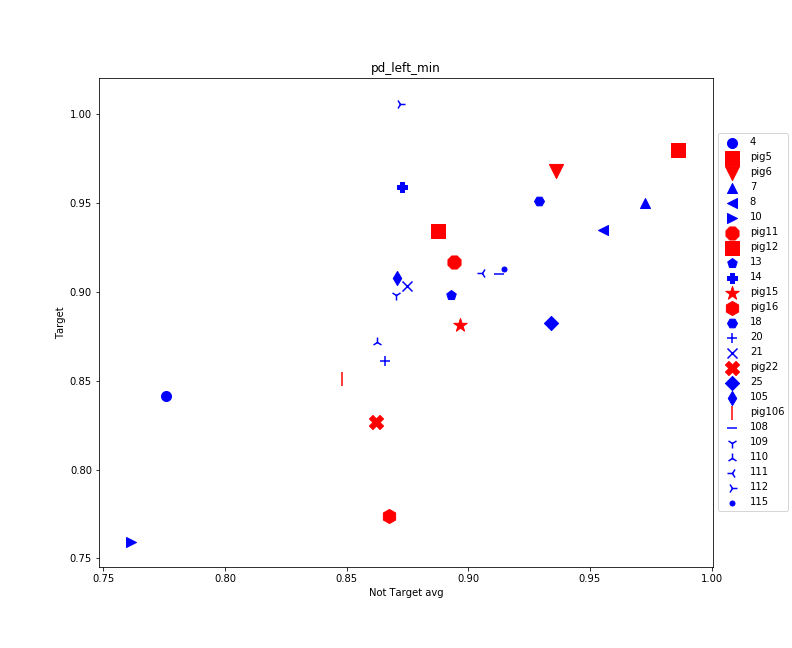 pd_left_min
1.00
0.95
0.90
0.85
0.80
0.75
Target
0.75
0.80
0.85
0.90
0.95
1.00
Not Target avg
4
pig5
pig6
7
8
10
pig11
pig12
13
14
pig15
pig16
18
20
21
pig22
25
105
pig106
108
109
110
111
112
115